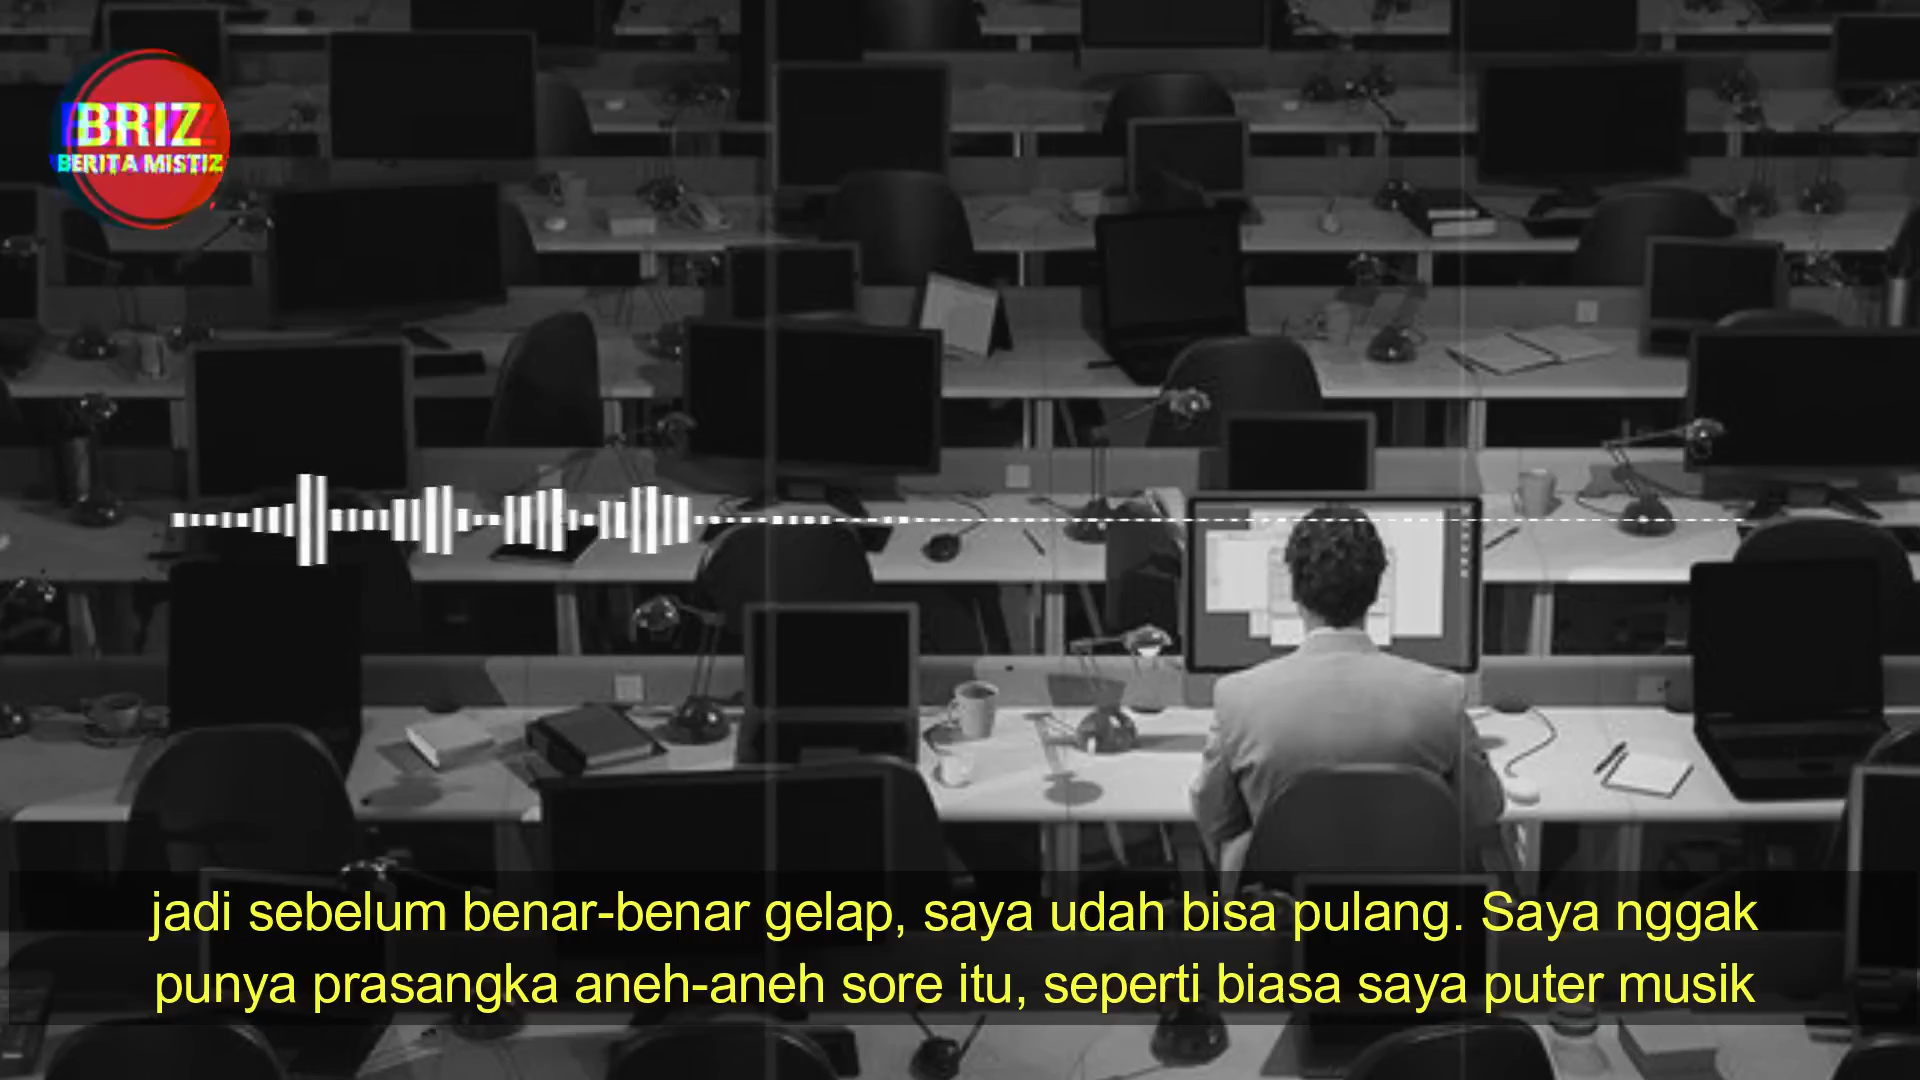 BRIZ
BERITA MISTIZ
jadi sebelum benar-benar gelap, saya udah bisa pulang. Saya nggak
punya prasangka aneh-aneh sore itu, seperti biasa saya puter musik